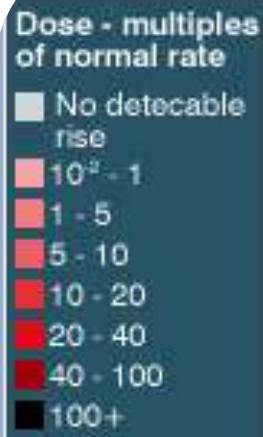 Dose - multiples
of normal rate
No detecable
rise
10⁻² - 1
1 - 5
5 - 10
10 - 20
20 - 40
40 - 100
100+